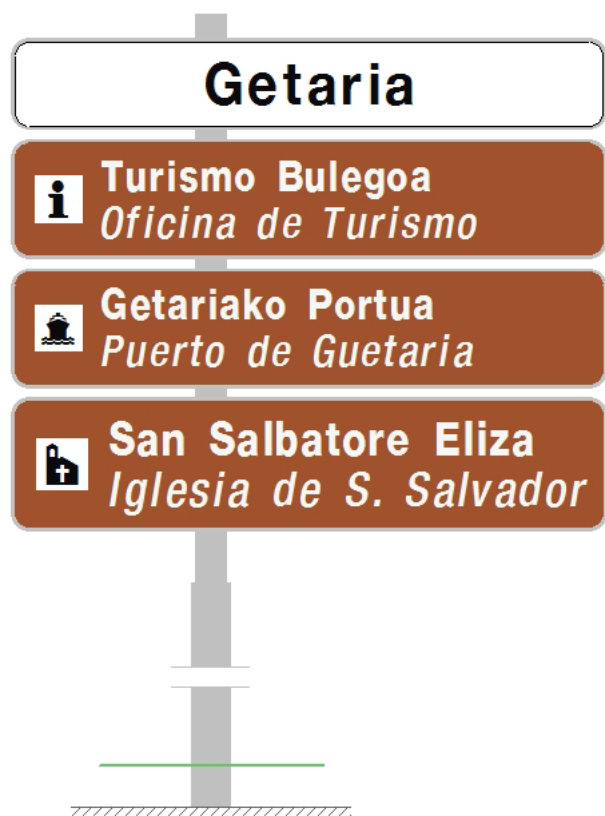 Getaria
Turismo Bulegoa
Oficina de Turismo
Getariako Portua
Puerto de Guetaria
San Salbatore Eliza
Iglesia de S. Salvador